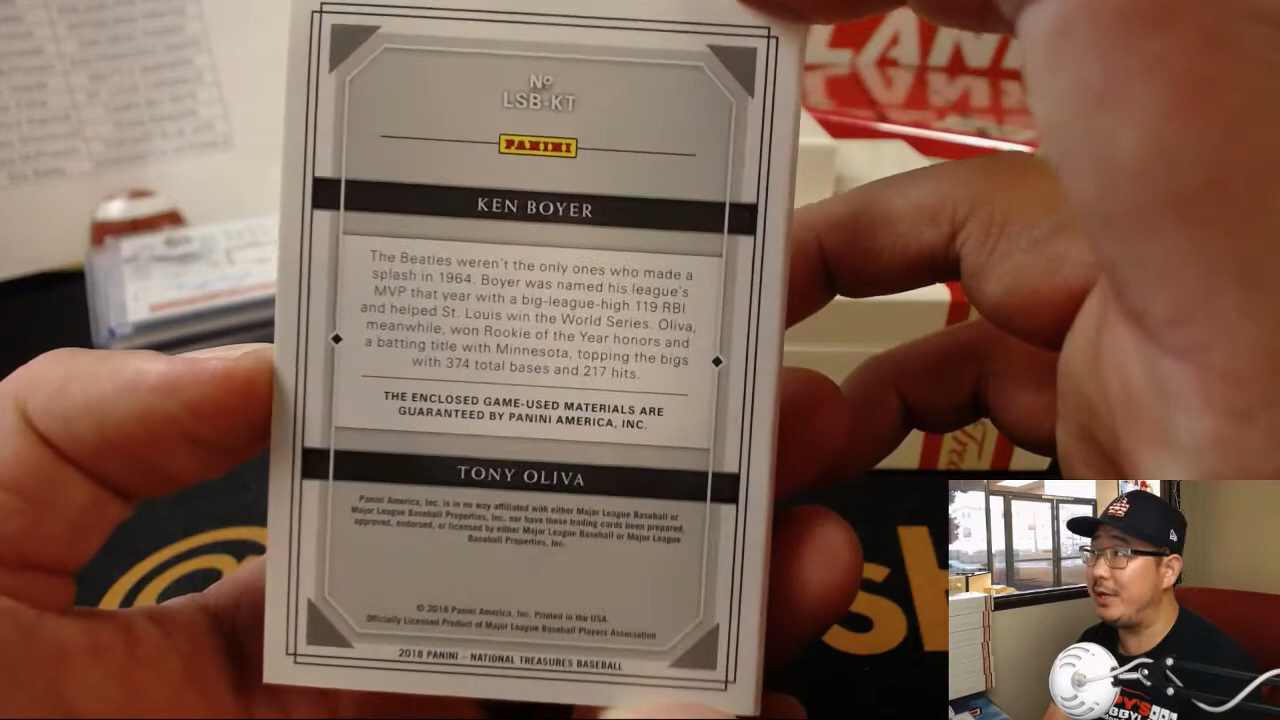 LAND
Nº
LSB-KT
PANINI
KEN BOYER
The Beatles weren't the only ones who made a
splash in 1964. Boyer was named his league's
MVP that year with a big-league-high 119 RBI
and helped St. Louis win the World Series. Oliva,
meanwhile, won Rookie of the Year honors and
a batting title with Minnesota, topping the bigs
with 374 total bases and 217 hits.
THE ENCLOSED GAME-USED MATERIALS ARE
GUARANTEED BY PANINI AMERICA, INC.
TONY OLIVA
Panini America, Inc. is in no way affiliated with either Major League Baseball or
Major League Baseball Properties, Inc. nor have these trading cards been prepared,
approved, endorsed, or licensed by either Major League Baseball or Major League
Baseball Properties, Inc.
© 2018 Panini America, Inc. Printed in the USA.
Officially Licensed Product of Major League Baseball Players Association
2018 PANINI – NATIONAL TREASURES BASEBALL